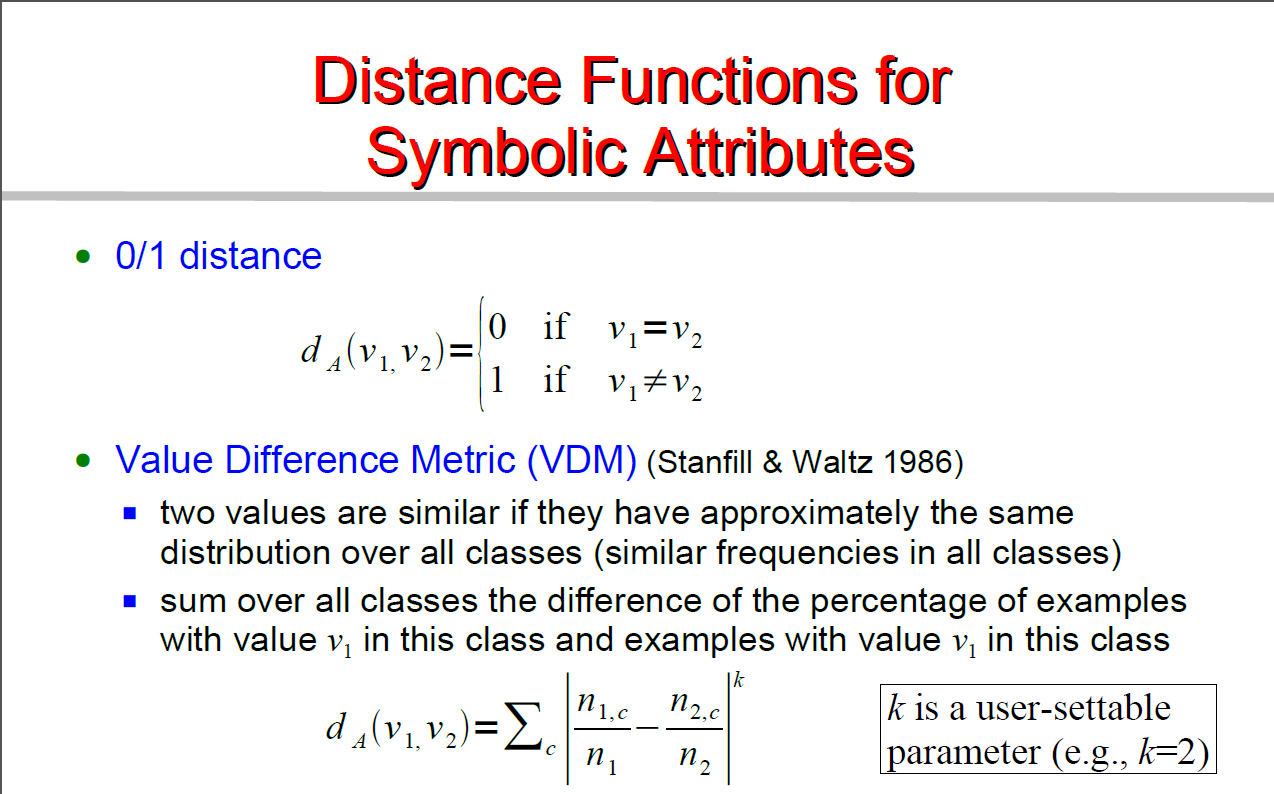 Distance Functions for
Symbolic Attributes
• 0/1 distance
d_A(v_1, v_2) = { 0 if v_1 = v_2
1 if v_1 ≠ v_2
• Value Difference Metric (VDM) (Stanfill & Waltz 1986)
▪ two values are similar if they have approximately the same
distribution over all classes (similar frequencies in all classes)
▪ sum over all classes the difference of the percentage of examples
with value v_1 in this class and examples with value v_1 in this class
d_A(v_1, v_2) = ∑_c | n_{1,c} / n_1 − n_{2,c} / n_2 |^k
k is a user-settable
parameter (e.g., k=2)